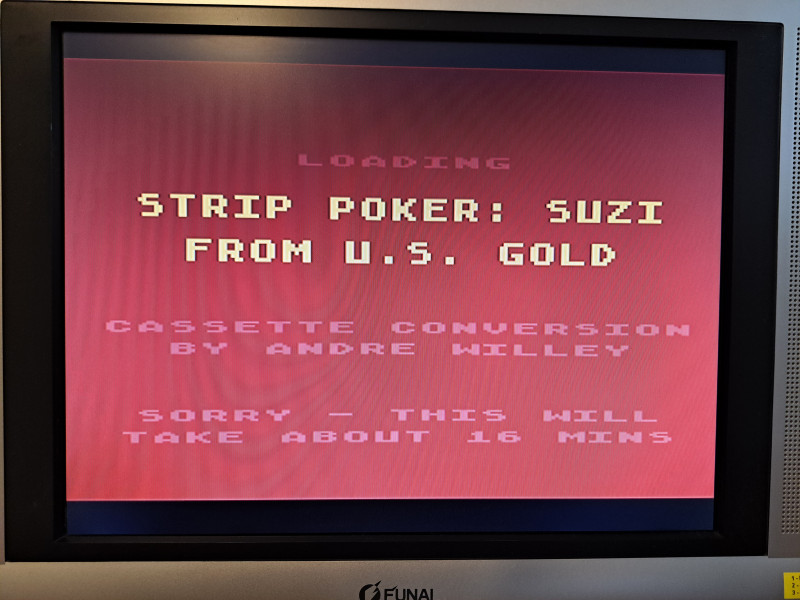 LOADING
STRIP POKER: SUZI
FROM U.S. GOLD
CASSETTE CONVERSION
BY ANDRE WILLEY
SORRY - THIS WILL
TAKE ABOUT 16 MINS
FUNAI